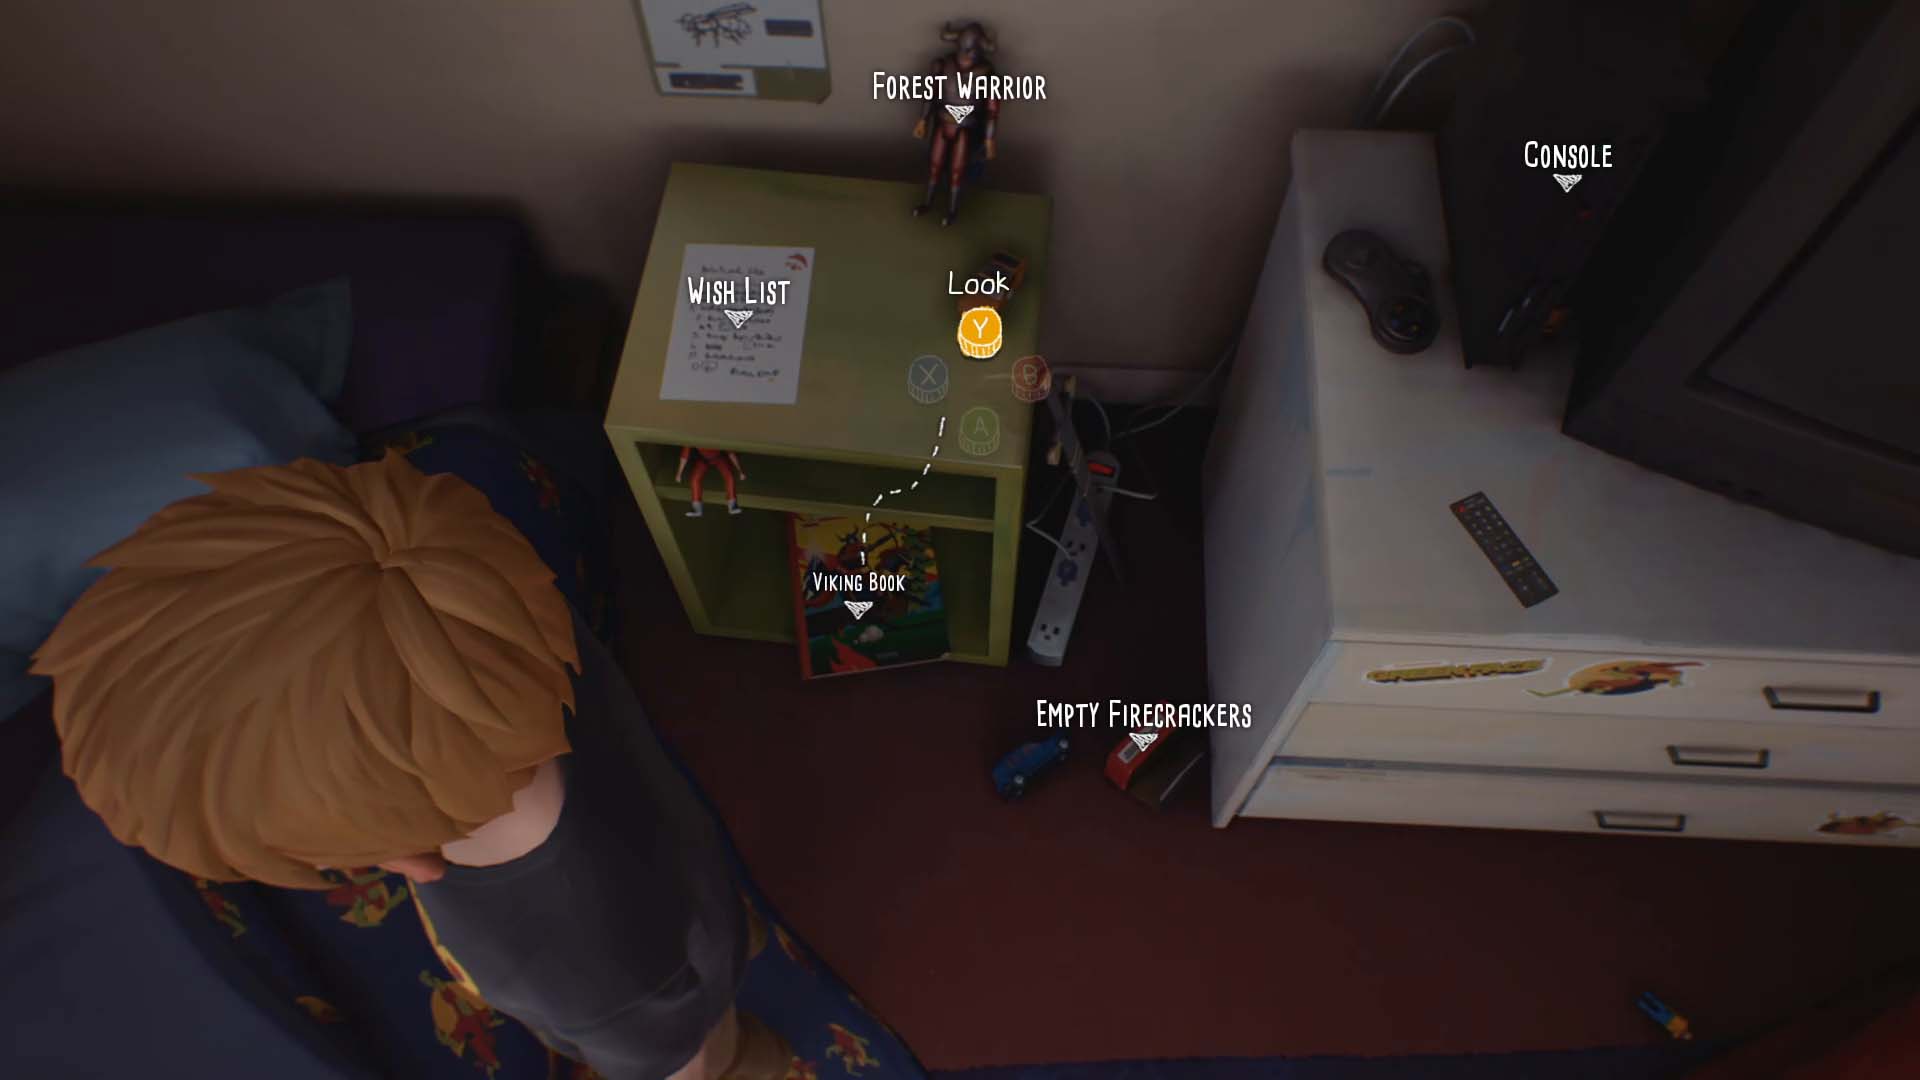 Forest Warrior
Console
Wish List
Look
Y
X
B
A
Viking Book
Empty Firecrackers